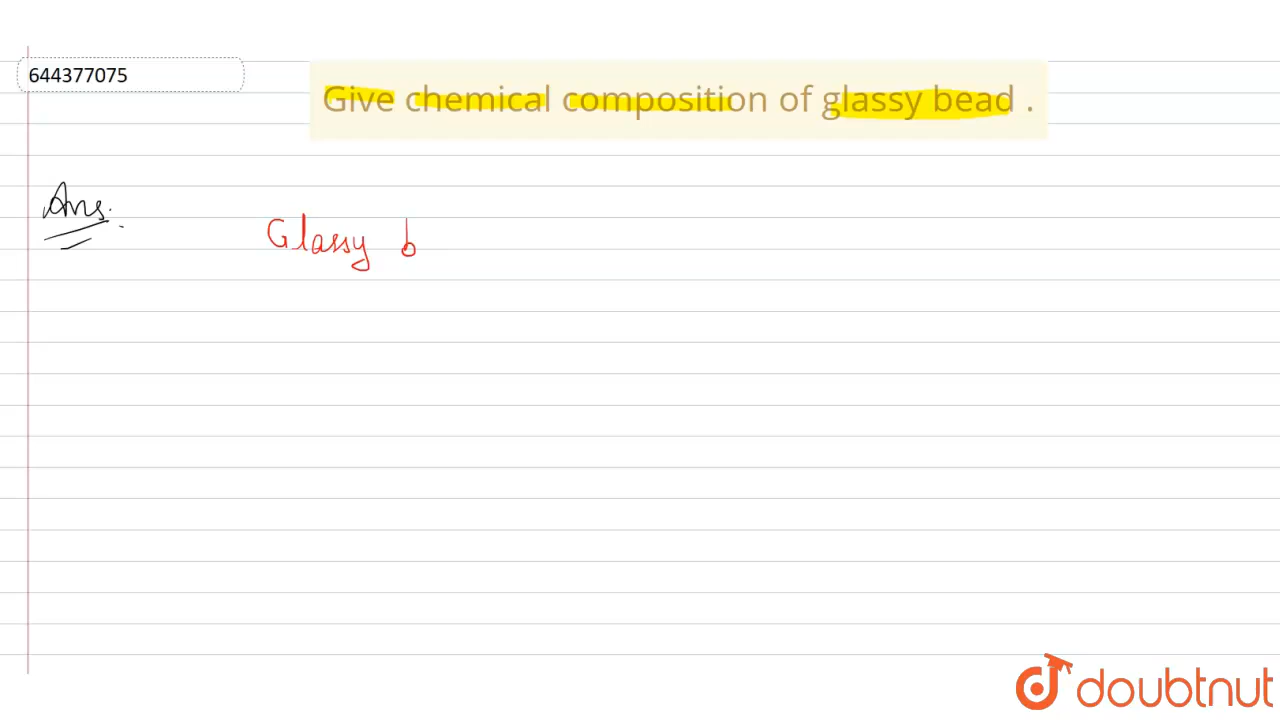 644377075
Give chemical composition of glassy bead .
Ans.
Glassy b
doubtnut